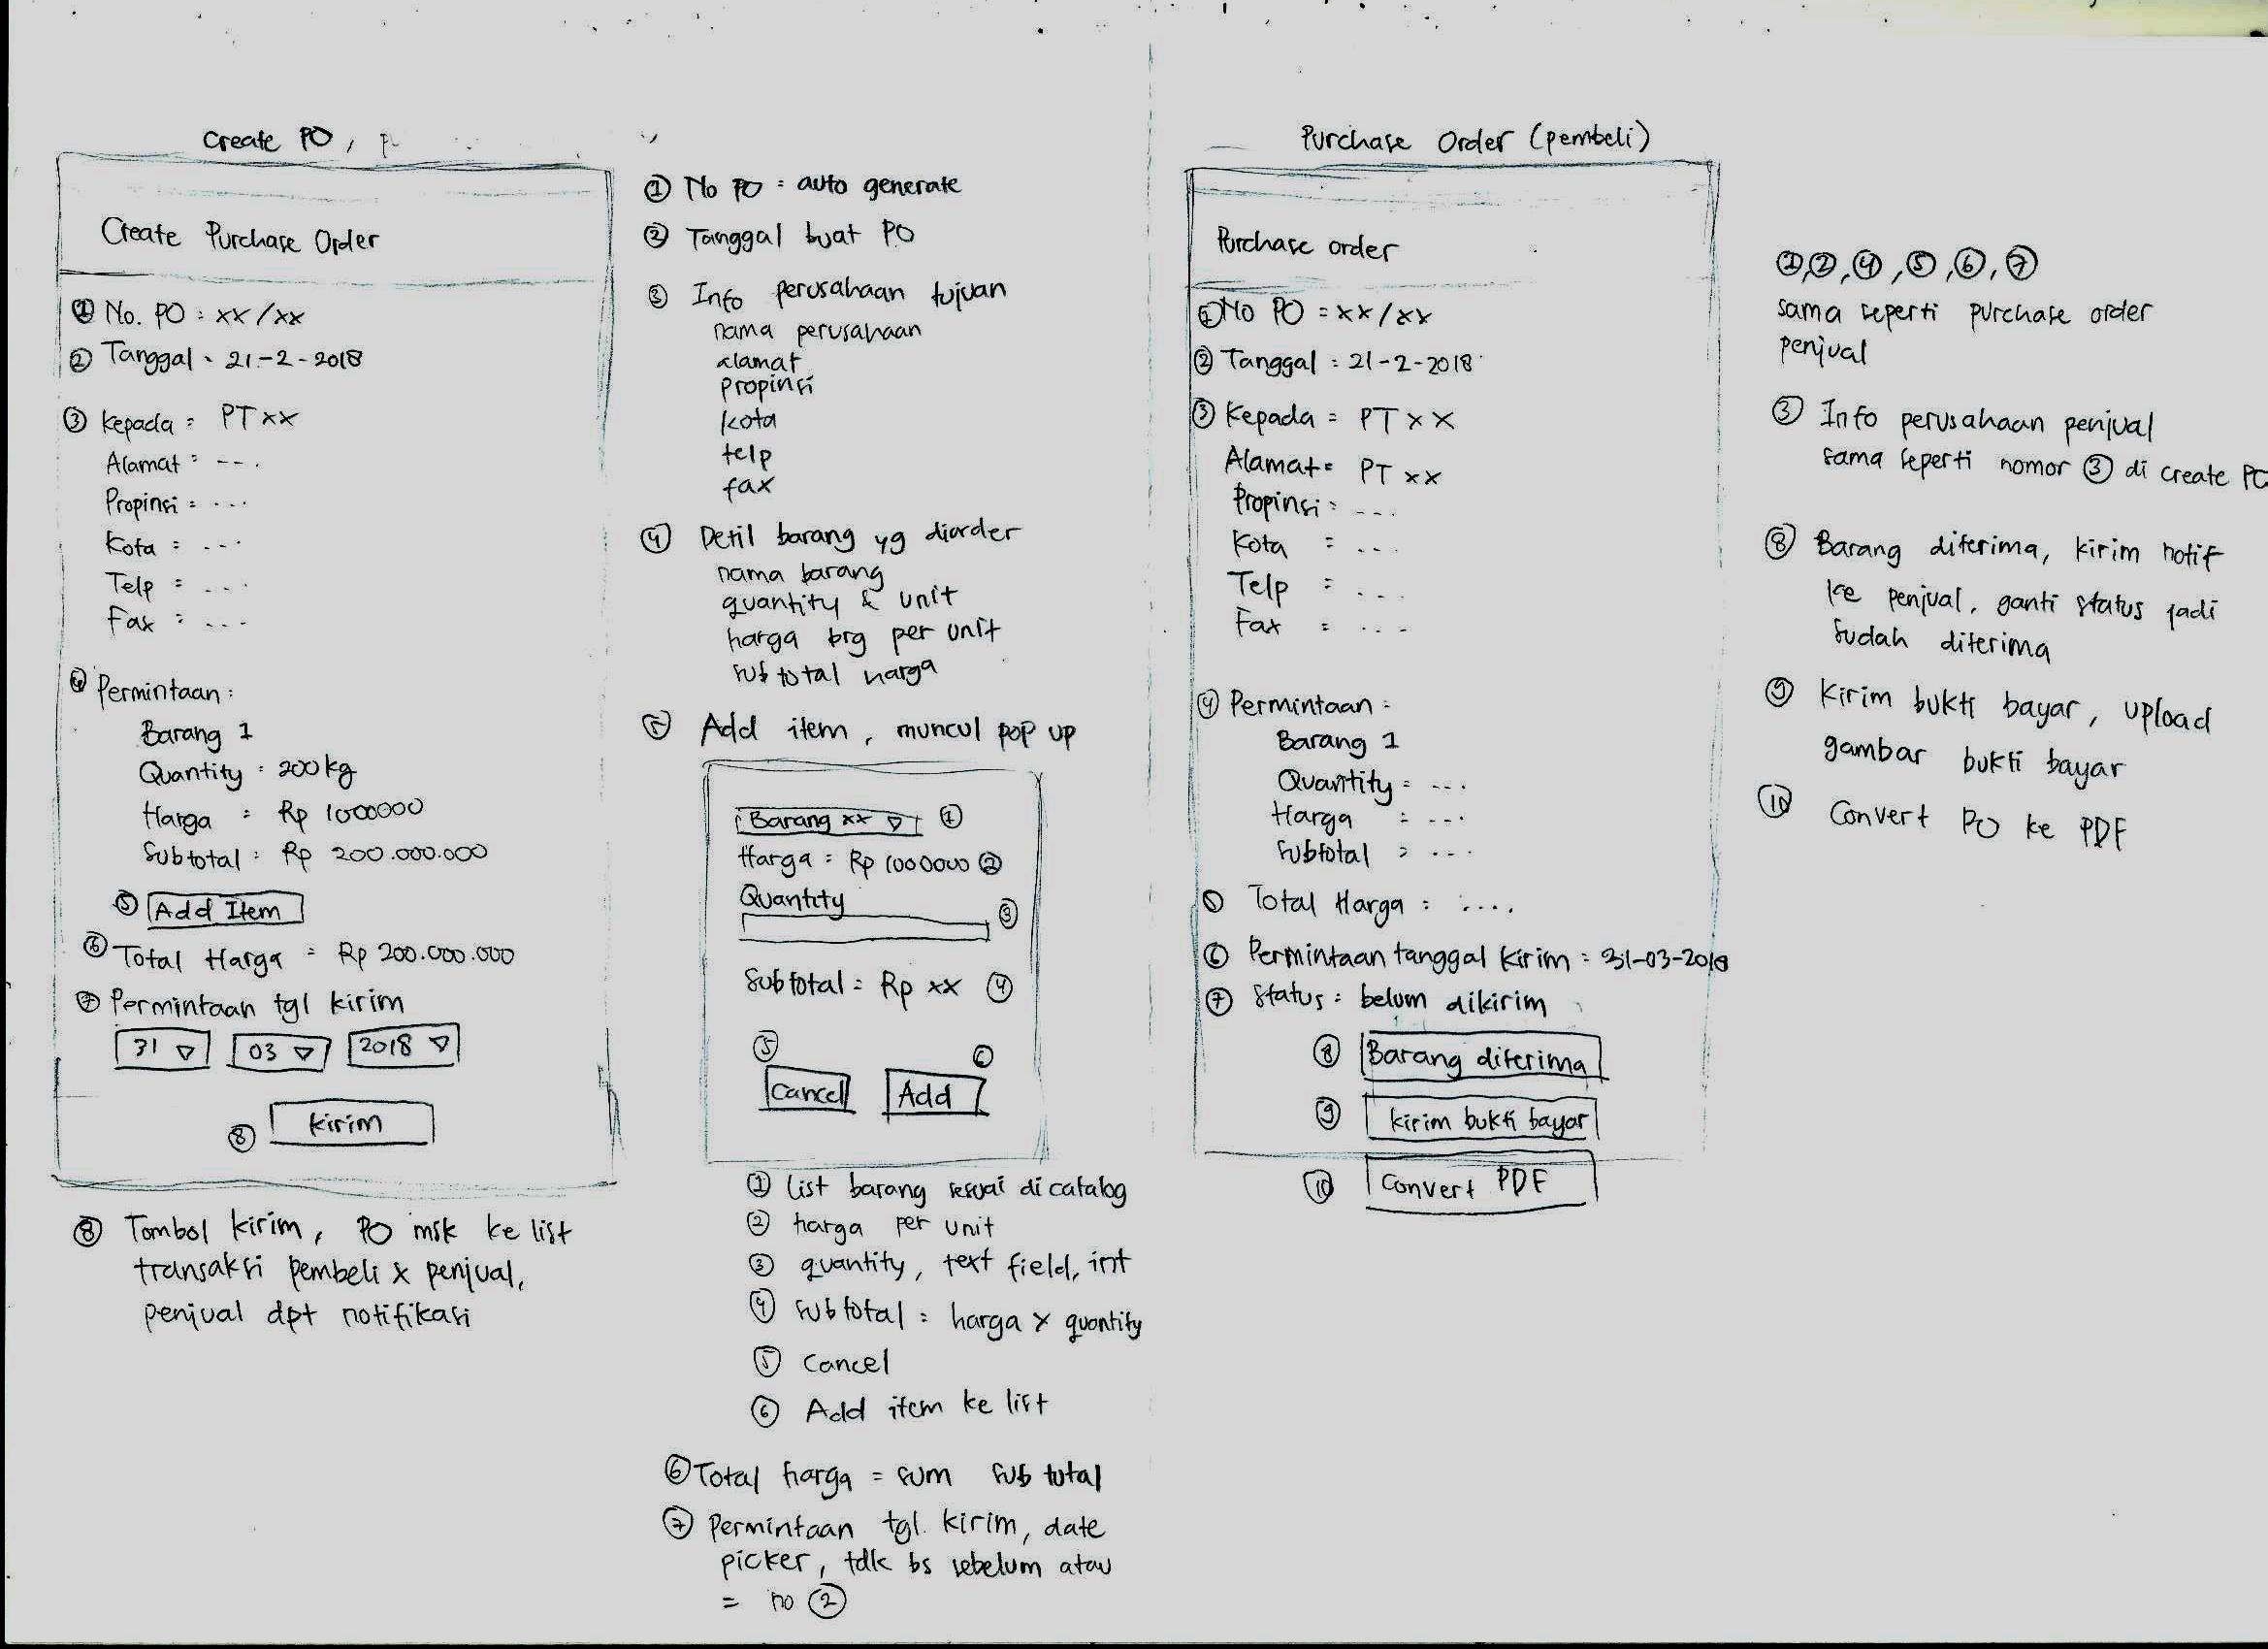 Create PO,
Create Purchase Order
① No. PO : xx/xx
② Tanggal : 21-2-2018
③ Kepada : PT xx
Alamat : ---.
Propinsi : ....
Kota : ....
Telp : ....
Fax : ....
④ Permintaan :
Barang 1
Quantity : 200 kg
Harga : Rp 1000000
Subtotal : Rp 200.000.000
⑤ Add Item
⑥ Total Harga = Rp 200.000.000
⑦ Permintaan tgl kirim
31 ▽ 03 ▽ 2018 ▽
⑧ Kirim
⑧ Tombol kirim, PO msk ke list
transaksi pembeli & penjual,
penjual dpt notifikasi
① No PO = auto generate
② Tanggal buat PO
③ Info perusahaan tujuan
nama perusahaan
alamat
propinsi
kota
telp
fax
④ Detil barang yg diorder
nama barang
quantity & unit
harga brg per unit
subtotal harga
⑤ Add item, muncul pop up
Barang xx ▽ ①
Harga : Rp 1000000 ②
Quantity
③
Subtotal = Rp xx ④
⑤ ⑥
Cancel Add
① list barang sesuai di catalog
② harga per unit
③ quantity, text field, int
④ subtotal : harga x quantity
⑤ Cancel
⑥ Add item ke list
⑥ Total harga = sum sub total
⑦ Permintaan tgl. kirim, date
picker, tdk bs sebelum atau
= no ②
Purchase Order (pembeli)
Purchase order
① No PO = xx/xx
② Tanggal : 21-2-2018
③ Kepada = PT xx
Alamat = PT xx
Propinsi = ....
Kota = ...
Telp : ...
Fax = ....
④ Permintaan :
Barang 1
Quantity = ....
Harga : ....
Subtotal : ....
⑤ Total Harga : ....
⑥ Permintaan tanggal kirim = 31-03-2018
⑦ Status : belum dikirim
⑧ Barang diterima
⑨ kirim bukti bayar
⑩ Convert PDF
①,②,④,⑤,⑥,⑦
sama seperti purchase order
penjual
③ Info perusahaan penjual
sama seperti nomor ③ di create PO
⑧ Barang diterima, kirim notif
ke penjual, ganti status jadi
sudah diterima
⑨ Kirim bukti bayar, upload
gambar bukti bayar
⑩ Convert PO ke PDF